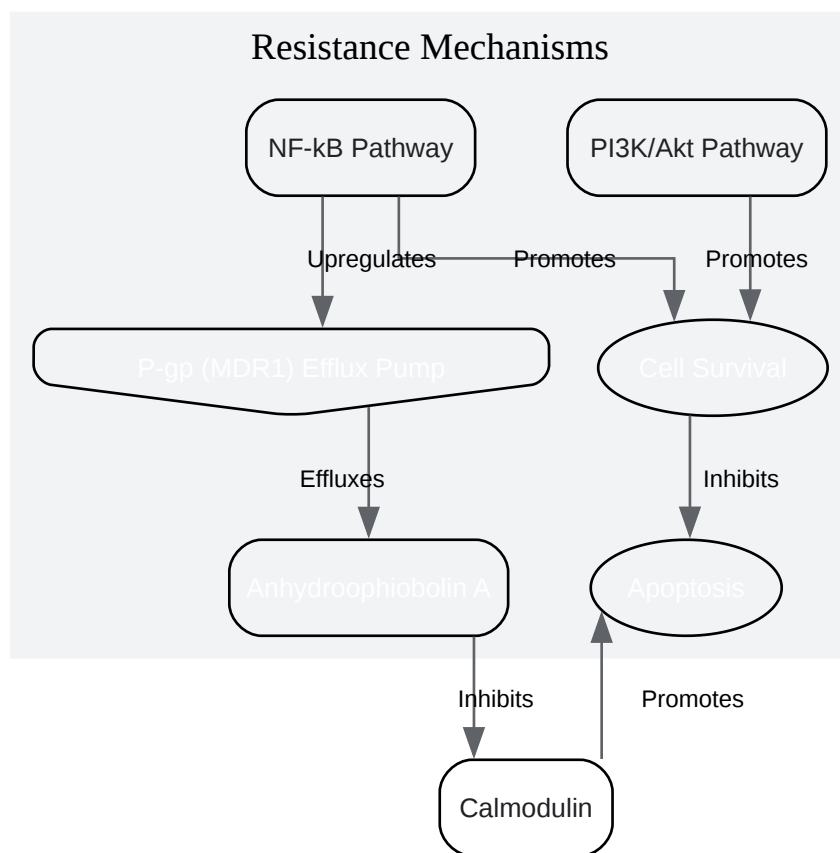 Resistance Mechanisms
NF-kB Pathway
PI3K/Akt Pathway
Upregulates
Promotes
Promotes
P-gp (MDR1) Efflux Pump
Cell Survival
Effluxes
Inhibits
Anhydroophiobolin A
Apoptosis
Inhibits
Promotes
Calmodulin